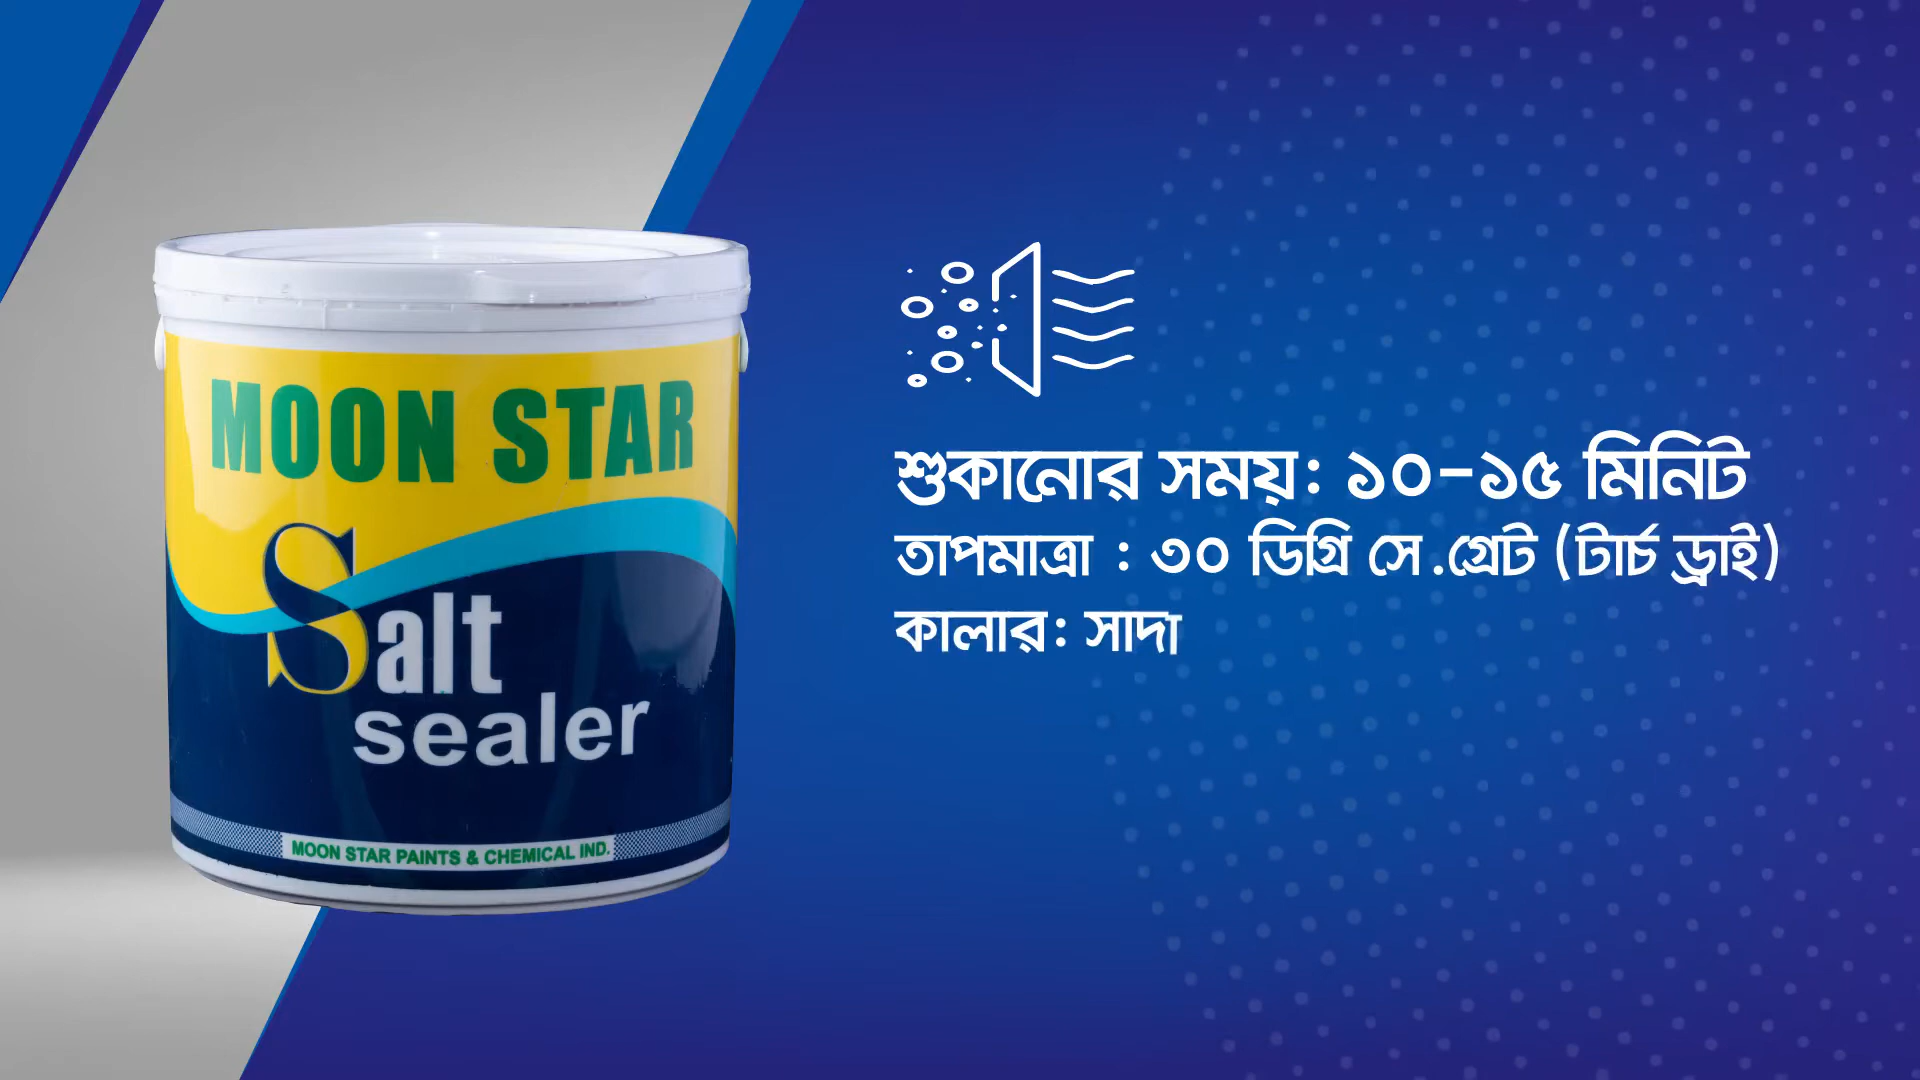 MOON STAR
Salt
sealer
MOON STAR PAINTS & CHEMICAL IND.
শুকানোর সময়: ১০-১৫ মিনিট
তাপমাত্রা : ৩০ ডিগ্রি সে .গ্রেট (টার্চ ড্রাই)
কালার: সাদা